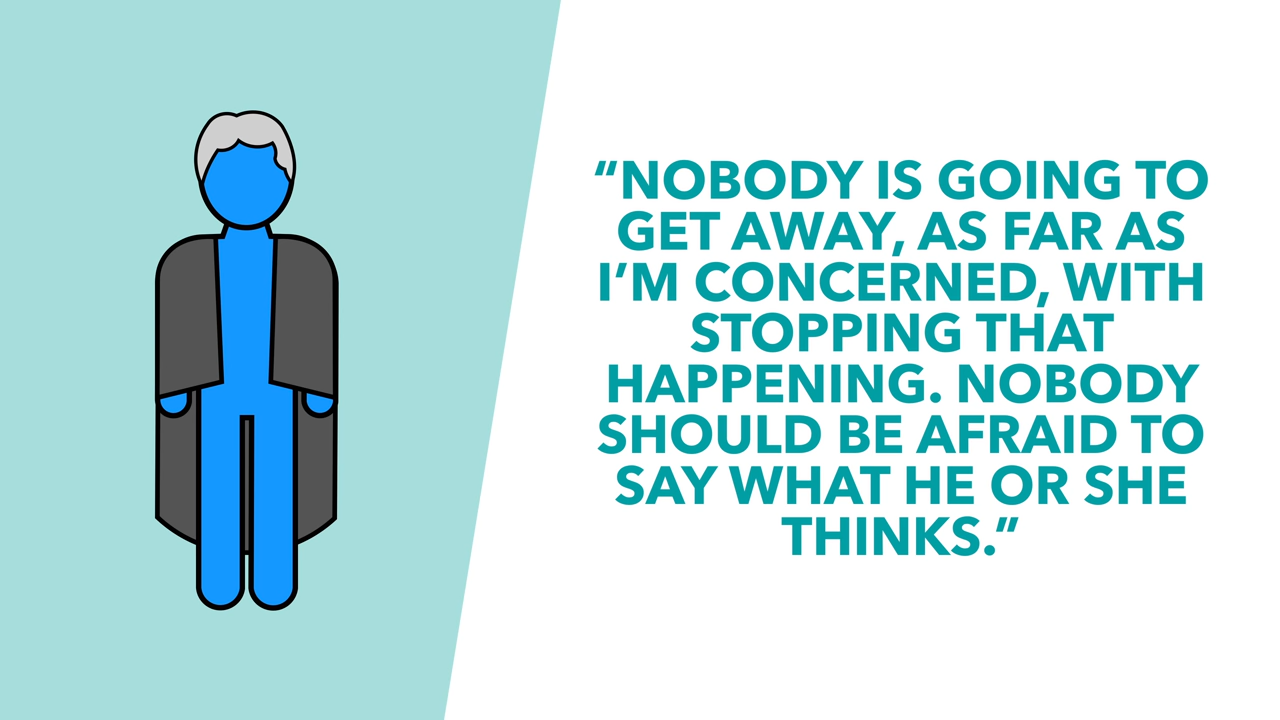 “NOBODY IS GOING TO
GET AWAY, AS FAR AS
I’M CONCERNED, WITH
STOPPING THAT
HAPPENING. NOBODY
SHOULD BE AFRAID TO
SAY WHAT HE OR SHE
THINKS.”